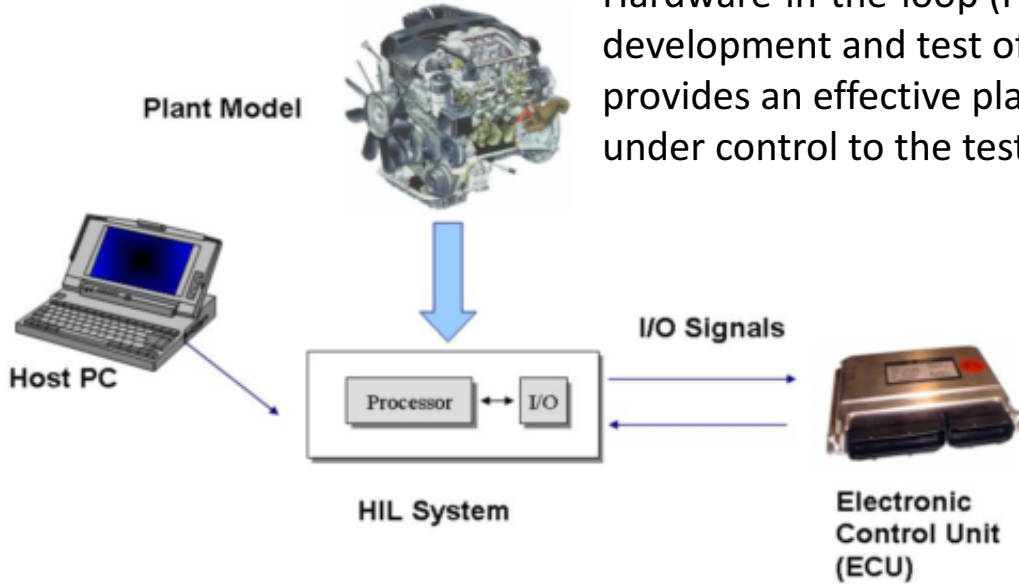 Hardware-in-the-loop
development and test of
provides an effective pla
under control to the test
Plant Model
I/O Signals
Host PC
Processor
I/O
HIL System
Electronic
Control Unit
(ECU)